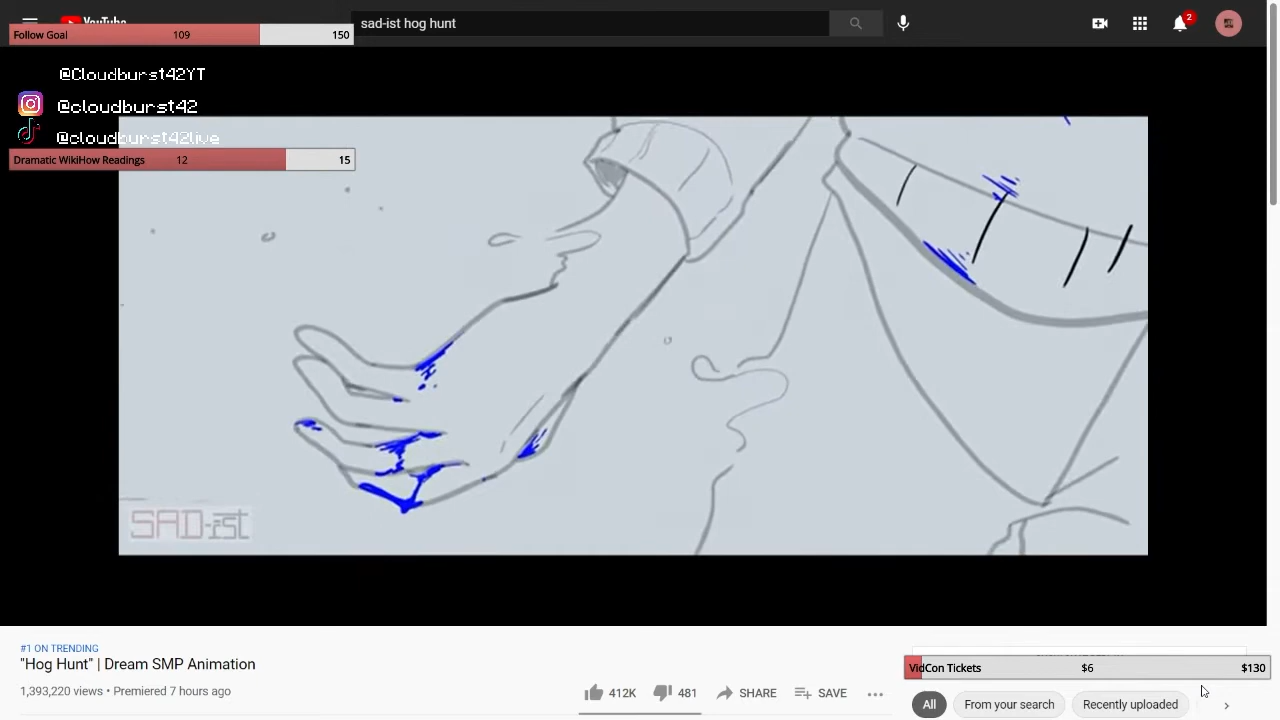 YouTube
sad-ist hog hunt
2
Follow Goal 109 150
@Cloudburst42YT
@cloudburst42
@cloudburst42live
Dramatic WikiHow Readings 12 15
SAD-ist
#1 ON TRENDING
"Hog Hunt" | Dream SMP Animation
1,393,220 views • Premiered 7 hours ago
412K 481 SHARE SAVE
VidCon Tickets $6 $130
All From your search Recently uploaded